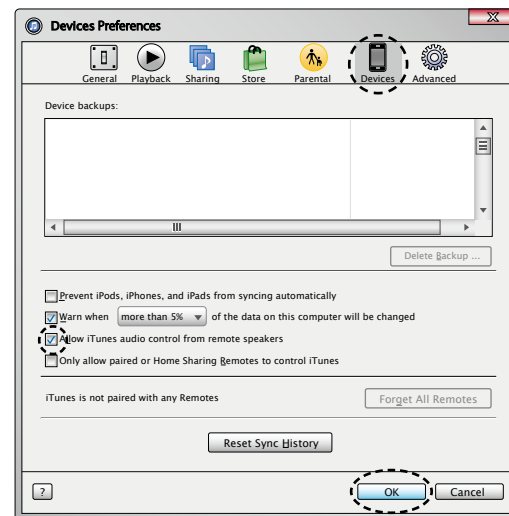 Devices Preferences
General Playback Sharing Store Parental Devices Advanced
Device backups:
Delete Backup ...
Prevent iPods, iPhones, and iPads from syncing automatically
Warn when more than 5% of the data on this computer will be changed
Allow iTunes audio control from remote speakers
Only allow paired or Home Sharing Remotes to control iTunes
iTunes is not paired with any Remotes Forget All Remotes
Reset Sync History
? OK Cancel